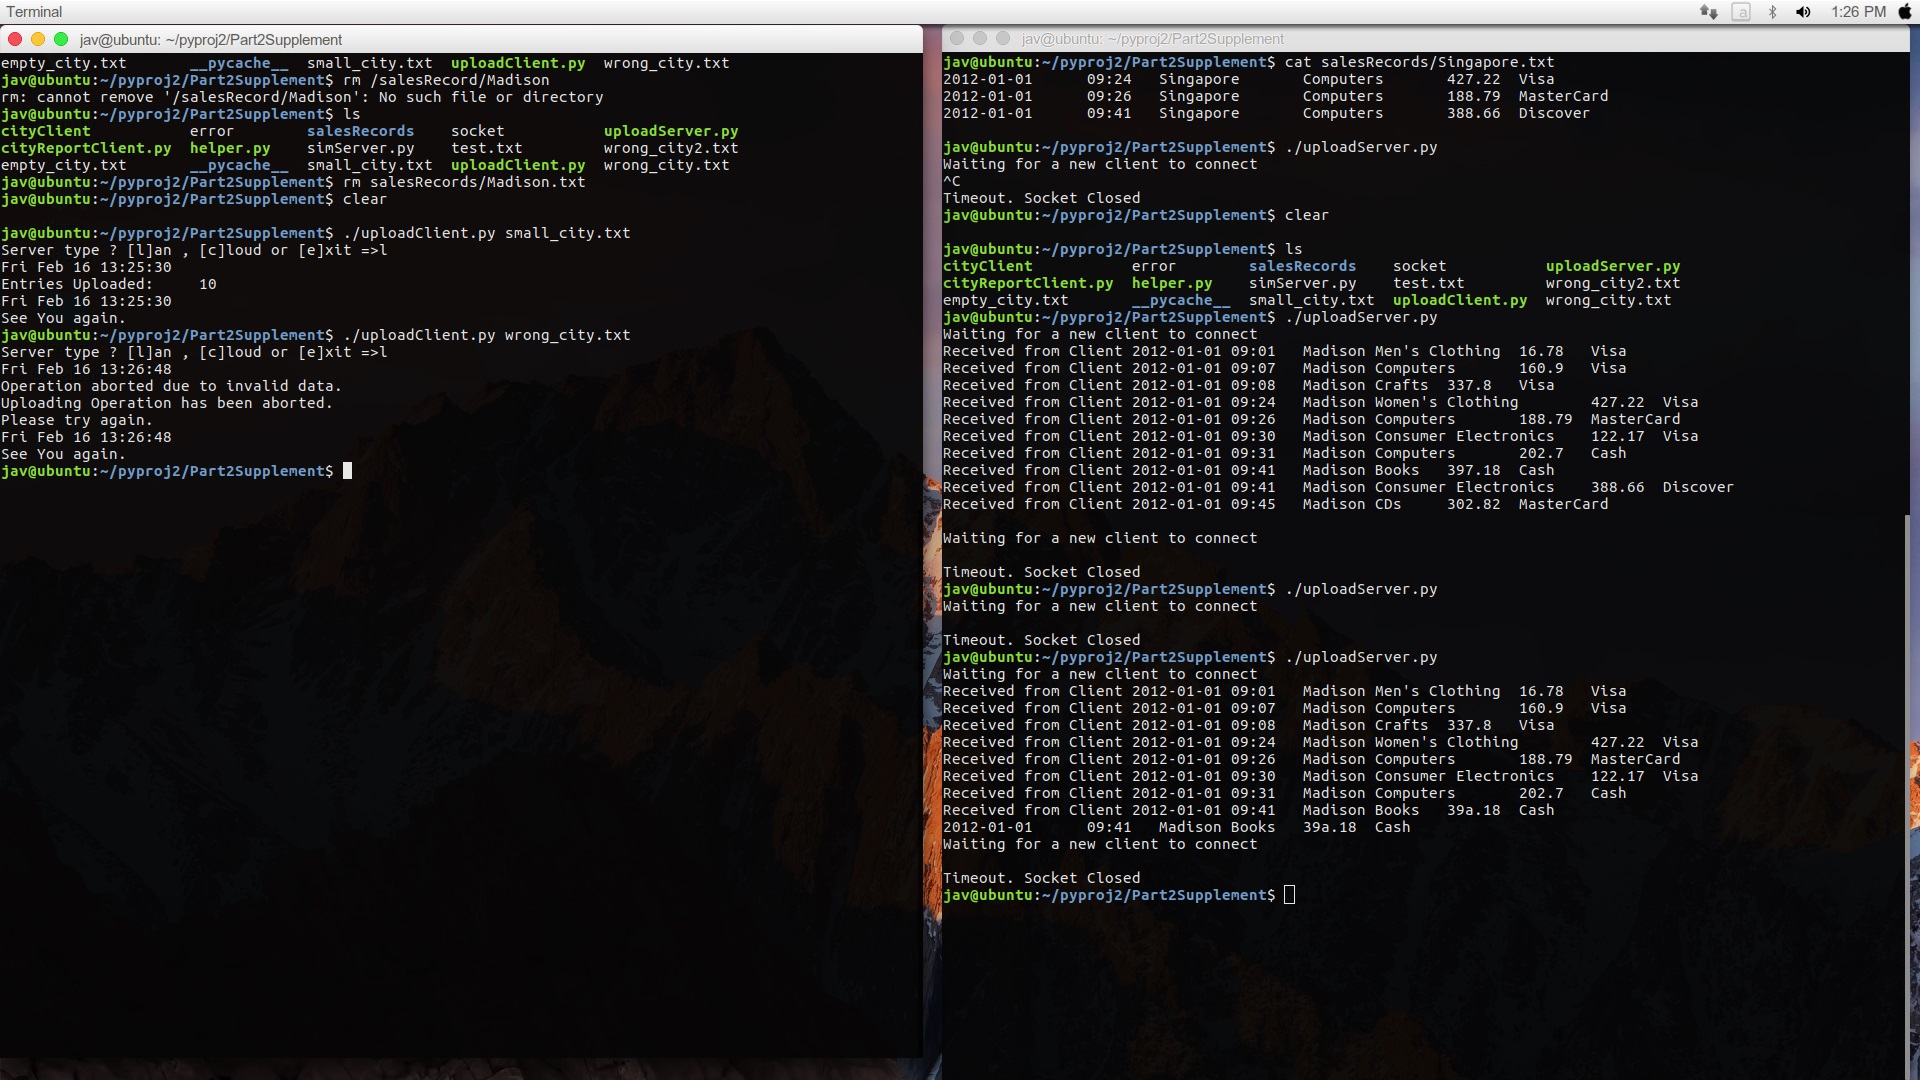 Terminal
a
1:26 PM
jav@ubuntu: ~/pyproj2/Part2Supplement
empty_city.txt __pycache__ small_city.txt uploadClient.py wrong_city.txt
jav@ubuntu:~/pyproj2/Part2Supplement$ rm /salesRecord/Madison
rm: cannot remove '/salesRecord/Madison': No such file or directory
jav@ubuntu:~/pyproj2/Part2Supplement$ ls
cityClient error salesRecords socket uploadServer.py
cityReportClient.py helper.py simServer.py test.txt wrong_city2.txt
empty_city.txt __pycache__ small_city.txt uploadClient.py wrong_city.txt
jav@ubuntu:~/pyproj2/Part2Supplement$ rm salesRecords/Madison.txt
jav@ubuntu:~/pyproj2/Part2Supplement$ clear
jav@ubuntu:~/pyproj2/Part2Supplement$ ./uploadClient.py small_city.txt
Server type ? [l]an , [c]loud or [e]xit =>l
Fri Feb 16 13:25:30
Entries Uploaded: 10
Fri Feb 16 13:25:30
See You again.
jav@ubuntu:~/pyproj2/Part2Supplement$ ./uploadClient.py wrong_city.txt
Server type ? [l]an , [c]loud or [e]xit =>l
Fri Feb 16 13:26:48
Operation aborted due to invalid data.
Uploading Operation has been aborted.
Please try again.
Fri Feb 16 13:26:48
See You again.
jav@ubuntu:~/pyproj2/Part2Supplement$
jav@ubuntu: ~/pyproj2/Part2Supplement
jav@ubuntu:~/pyproj2/Part2Supplement$ cat salesRecords/Singapore.txt
2012-01-01 09:24 Singapore Computers 427.22 Visa
2012-01-01 09:26 Singapore Computers 188.79 MasterCard
2012-01-01 09:41 Singapore Computers 388.66 Discover
jav@ubuntu:~/pyproj2/Part2Supplement$ ./uploadServer.py
Waiting for a new client to connect
^C
Timeout. Socket Closed
jav@ubuntu:~/pyproj2/Part2Supplement$ clear
jav@ubuntu:~/pyproj2/Part2Supplement$ ls
cityClient error salesRecords socket uploadServer.py
cityReportClient.py helper.py simServer.py test.txt wrong_city2.txt
empty_city.txt __pycache__ small_city.txt uploadClient.py wrong_city.txt
jav@ubuntu:~/pyproj2/Part2Supplement$ ./uploadServer.py
Waiting for a new client to connect
Received from Client 2012-01-01 09:01 Madison Men's Clothing 16.78 Visa
Received from Client 2012-01-01 09:07 Madison Computers 160.9 Visa
Received from Client 2012-01-01 09:08 Madison Crafts 337.8 Visa
Received from Client 2012-01-01 09:24 Madison Women's Clothing 427.22 Visa
Received from Client 2012-01-01 09:26 Madison Computers 188.79 MasterCard
Received from Client 2012-01-01 09:30 Madison Consumer Electronics 122.17 Visa
Received from Client 2012-01-01 09:31 Madison Computers 202.7 Cash
Received from Client 2012-01-01 09:41 Madison Books 397.18 Cash
Received from Client 2012-01-01 09:41 Madison Consumer Electronics 388.66 Discover
Received from Client 2012-01-01 09:45 Madison CDs 302.82 MasterCard
Waiting for a new client to connect
Timeout. Socket Closed
jav@ubuntu:~/pyproj2/Part2Supplement$ ./uploadServer.py
Waiting for a new client to connect
Timeout. Socket Closed
jav@ubuntu:~/pyproj2/Part2Supplement$ ./uploadServer.py
Waiting for a new client to connect
Received from Client 2012-01-01 09:01 Madison Men's Clothing 16.78 Visa
Received from Client 2012-01-01 09:07 Madison Computers 160.9 Visa
Received from Client 2012-01-01 09:08 Madison Crafts 337.8 Visa
Received from Client 2012-01-01 09:24 Madison Women's Clothing 427.22 Visa
Received from Client 2012-01-01 09:26 Madison Computers 188.79 MasterCard
Received from Client 2012-01-01 09:30 Madison Consumer Electronics 122.17 Visa
Received from Client 2012-01-01 09:31 Madison Computers 202.7 Cash
Received from Client 2012-01-01 09:41 Madison Books 39a.18 Cash
2012-01-01 09:41 Madison Books 39a.18 Cash
Waiting for a new client to connect
Timeout. Socket Closed
jav@ubuntu:~/pyproj2/Part2Supplement$